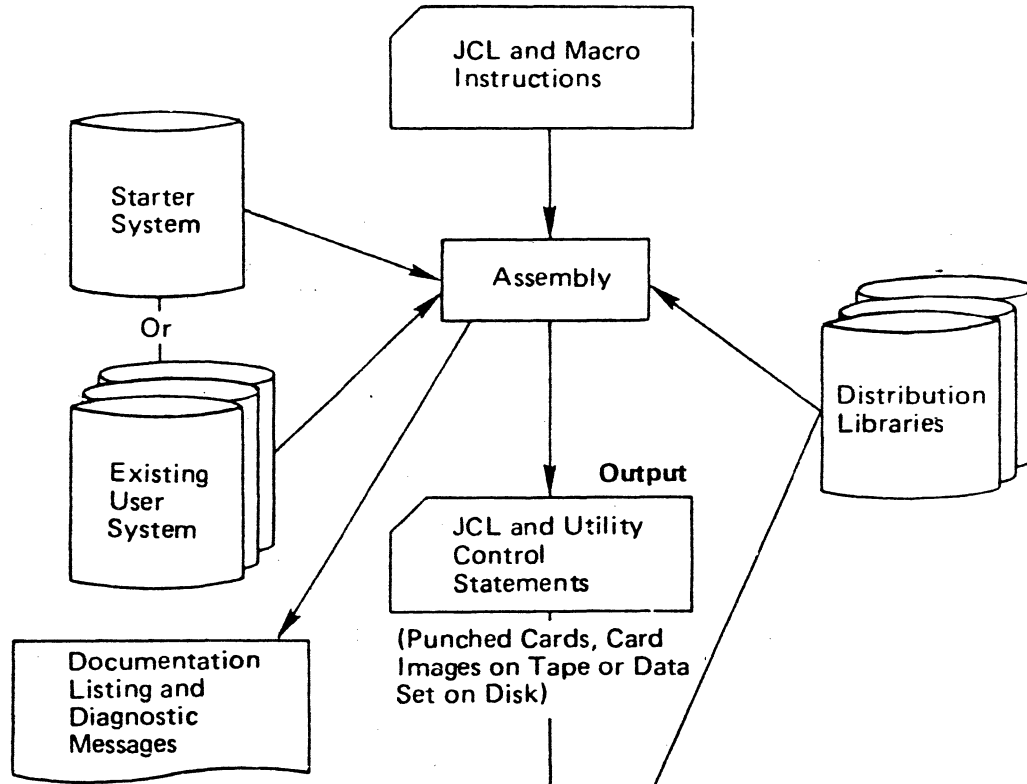 JCL and Macro
Instructions
Starter
System
Or
Existing
User
System
Assembly
Distribution
Libraries
Output
JCL and Utility
Control
Statements
(Punched Cards, Card
Images on Tape or Data
Set on Disk)
Documentation
Listing and
Diagnostic
Messages